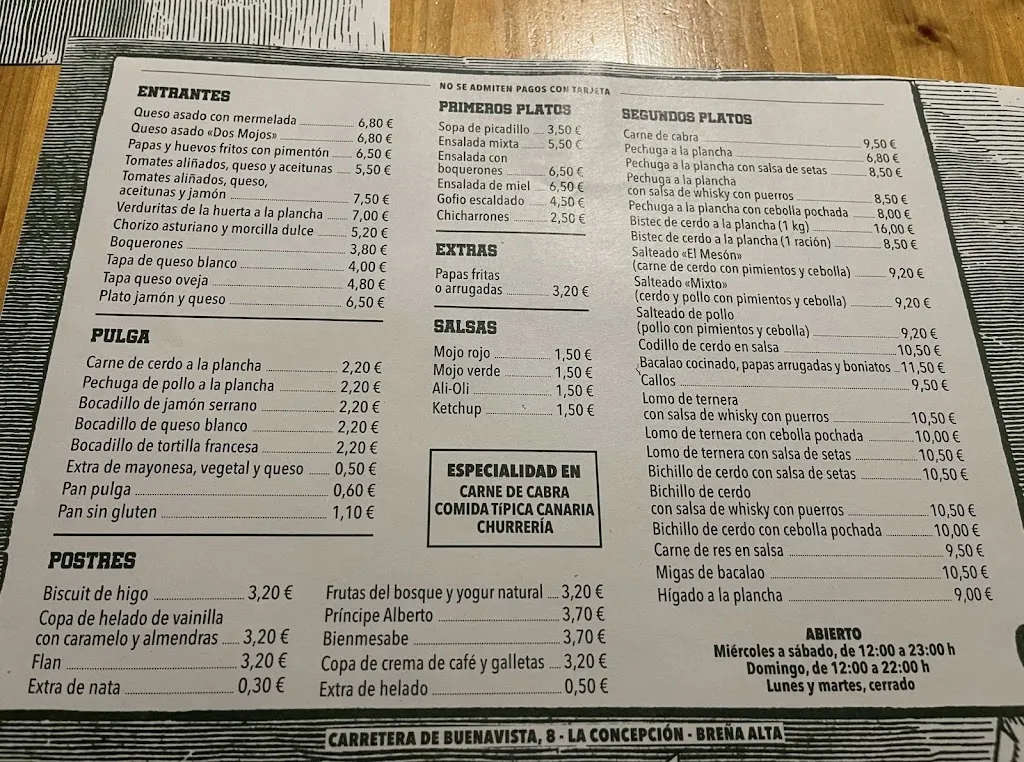 NO SE ADMITEN PAGOS CON TARJETA
ENTRANTES
Queso asado con mermelada 6,80 €
Queso asado «Dos Mojos» 6,80 €
Papas y huevos fritos con pimentón 6,50 €
Tomates aliñados, queso y aceitunas 5,50 €
Tomates aliñados, queso,
aceitunas y jamón 7,50 €
Verduritas de la huerta a la plancha 7,00 €
Chorizo asturiano y morcilla dulce 5,20 €
Boquerones 3,80 €
Tapa de queso blanco 4,00 €
Tapa queso oveja 4,80 €
Plato jamón y queso 6,50 €
PULGA
Carne de cerdo a la plancha 2,20 €
Pechuga de pollo a la plancha 2,20 €
Bocadillo de jamón serrano 2,20 €
Bocadillo de queso blanco 2,20 €
Bocadillo de tortilla francesa 2,20 €
Extra de mayonesa, vegetal y queso 0,50 €
Pan pulga 0,60 €
Pan sin gluten 1,10 €
PRIMEROS PLATOS
Sopa de picadillo 3,50 €
Ensalada mixta 5,50 €
Ensalada con
boquerones 6,50 €
Ensalada de miel 6,50 €
Gofio escaldado 4,50 €
Chicharrones 2,50 €
EXTRAS
Papas fritas
o arrugadas 3,20 €
SALSAS
Mojo rojo 1,50 €
Mojo verde 1,50 €
Ali-Oli 1,50 €
Ketchup 1,50 €
ESPECIALIDAD EN
CARNE DE CABRA
COMIDA TÍPICA CANARIA
CHURRERÍA
SEGUNDOS PLATOS
Carne de cabra 9,50 €
Pechuga a la plancha 6,80 €
Pechuga a la plancha con salsa de setas 8,50 €
Pechuga a la plancha
con salsa de whisky con puerros 8,50 €
Pechuga a la plancha con cebolla pochada 8,00 €
Bistec de cerdo a la plancha (1 kg) 16,00 €
Bistec de cerdo a la plancha (1 ración) 8,50 €
Salteado «El Mesón»
(carne de cerdo con pimientos y cebolla) 9,20 €
Salteado «Mixto»
(cerdo y pollo con pimientos y cebolla) 9,20 €
Salteado de pollo
(pollo con pimientos y cebolla) 9,20 €
Codillo de cerdo en salsa 10,50 €
Bacalao cocinado, papas arrugadas y boniatos 11,50 €
Callos 9,50 €
Lomo de ternera
con salsa de whisky con puerros 10,50 €
Lomo de ternera con cebolla pochada 10,00 €
Lomo de ternera con salsa de setas 10,50 €
Bichillo de cerdo con salsa de setas 10,50 €
Bichillo de cerdo
con salsa de whisky con puerros 10,50 €
Bichillo de cerdo con cebolla pochada 10,00 €
Carne de res en salsa 9,50 €
Migas de bacalao 10,50 €
Hígado a la plancha 9,00 €
POSTRES
Biscuit de higo 3,20 €
Copa de helado de vainilla
con caramelo y almendras 3,20 €
Flan 3,20 €
Extra de nata 0,30 €
Frutas del bosque y yogur natural 3,20 €
Príncipe Alberto 3,70 €
Bienmesabe 3,70 €
Copa de crema de café y galletas 3,20 €
Extra de helado 0,50 €
ABIERTO
Miércoles a sábado, de 12:00 a 23:00 h
Domingo, de 12:00 a 22:00 h
Lunes y martes, cerrado
CARRETERA DE BUENAVISTA, 8 - LA CONCEPCIÓN - BREÑA ALTA